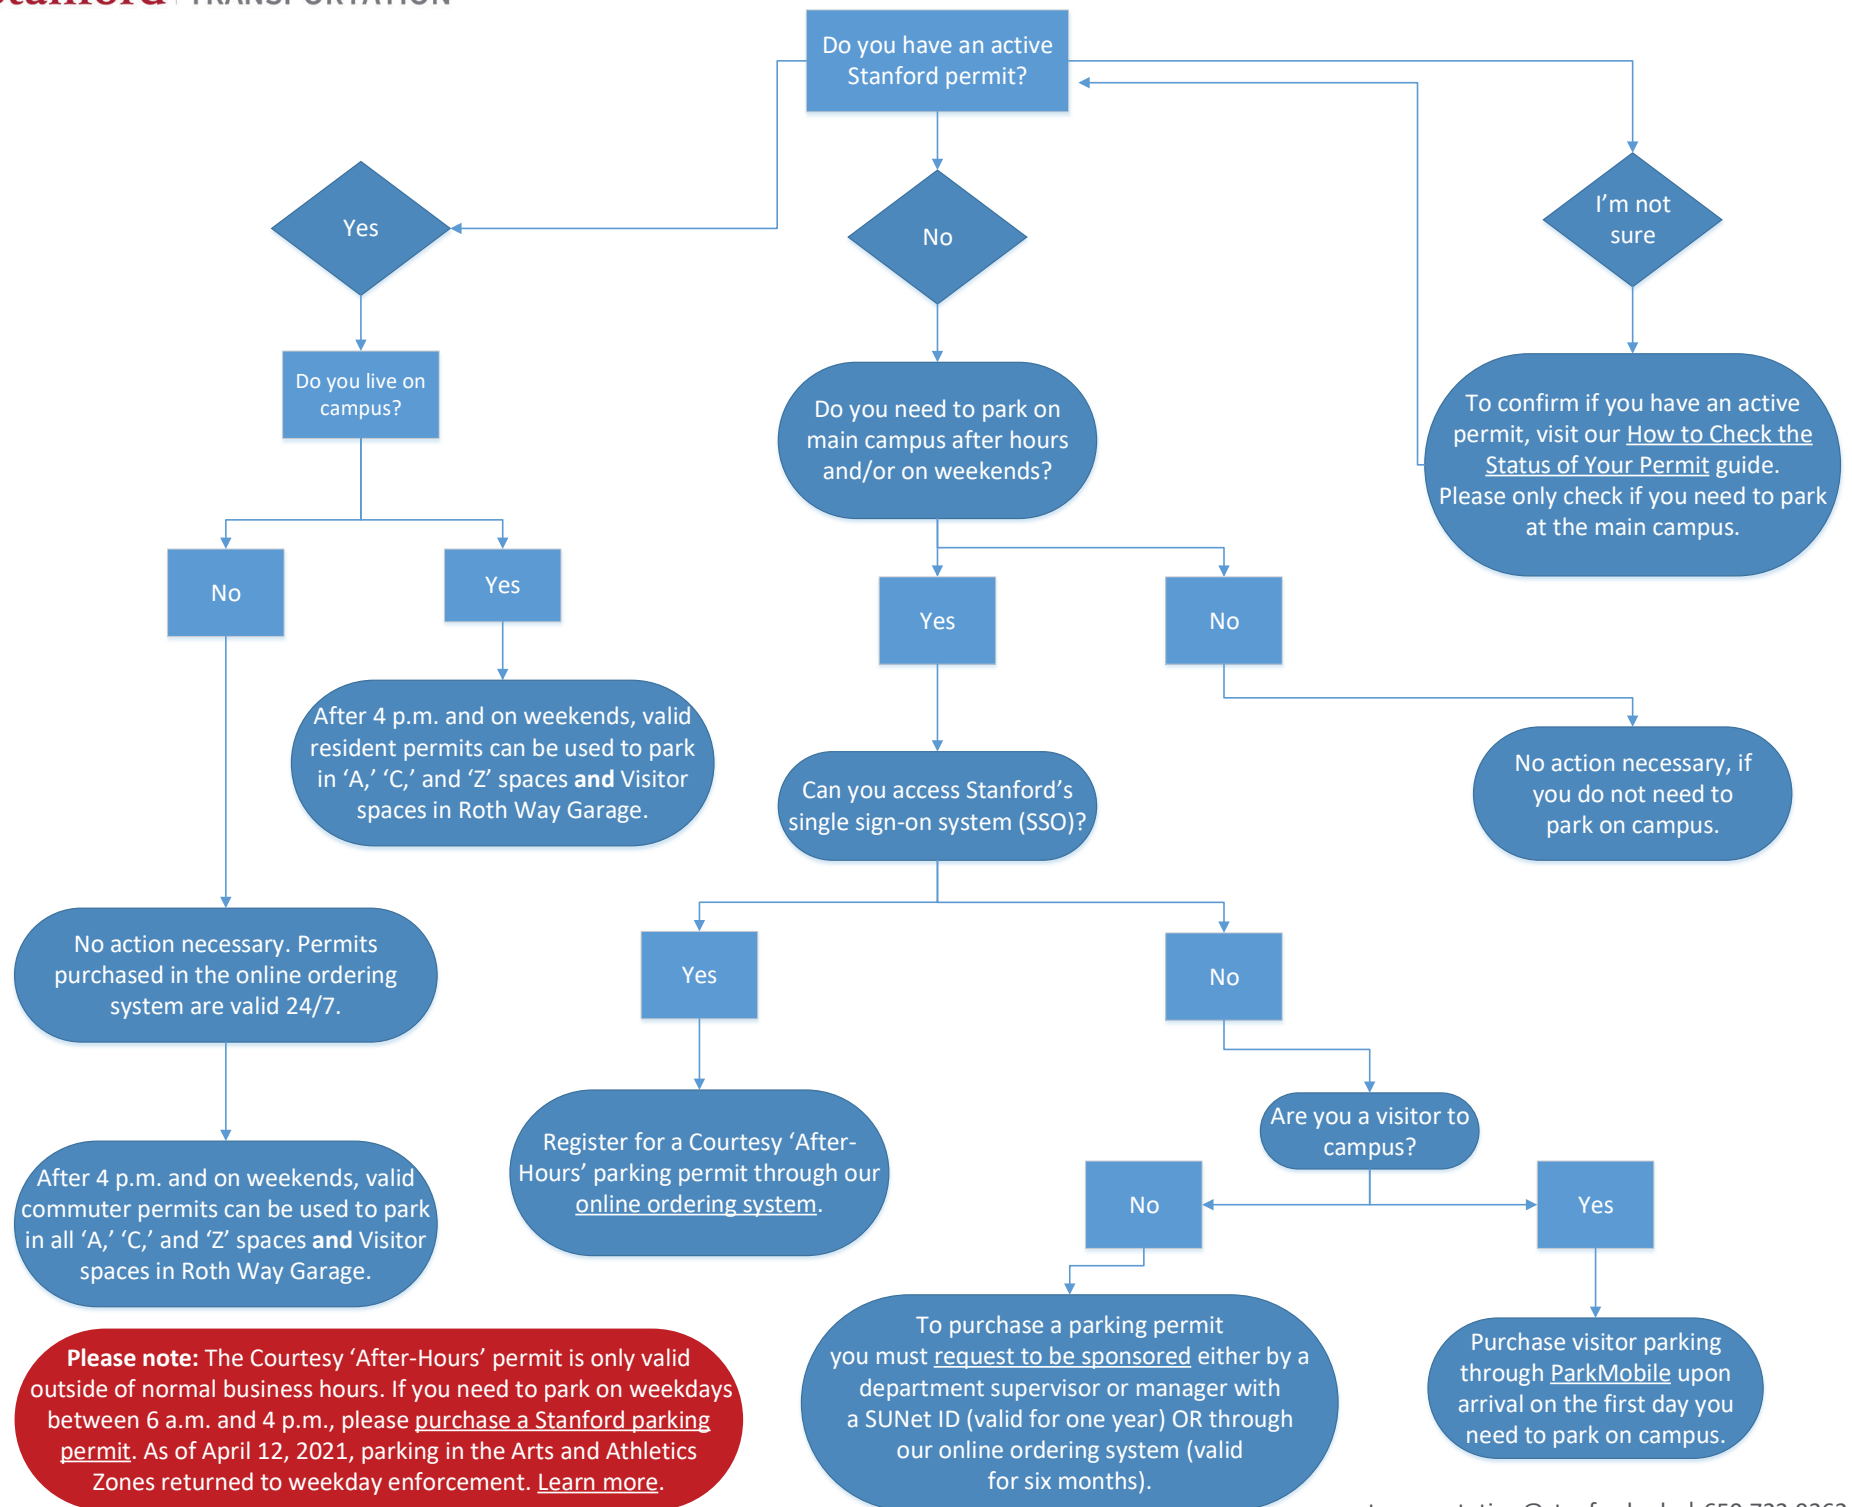 Stanford | TRANSPORTATION
Do you have an active
Stanford permit?
Yes
No
I'm not
sure
Do you live on
campus?
Do you need to park on
main campus after hours
and/or on weekends?
To confirm if you have an active
permit, visit our How to Check the
Status of Your Permit guide.
Please only check if you need to park
at the main campus.
No
Yes
Yes
No
After 4 p.m. and on weekends, valid
resident permits can be used to park
in 'A,' 'C,' and 'Z' spaces and Visitor
spaces in Roth Way Garage.
Can you access Stanford's
single sign-on system (SSO)?
No action necessary, if
you do not need to
park on campus.
No action necessary. Permits
purchased in the online ordering
system are valid 24/7.
Yes
No
Are you a visitor to
campus?
Register for a Courtesy 'After-
Hours' parking permit through our
online ordering system.
After 4 p.m. and on weekends, valid
commuter permits can be used to park
in all 'A,' 'C,' and 'Z' spaces and Visitor
spaces in Roth Way Garage.
No
Yes
Please note: The Courtesy 'After-Hours' permit is only valid
outside of normal business hours. If you need to park on weekdays
between 6 a.m. and 4 p.m., please purchase a Stanford parking
permit. As of April 12, 2021, parking in the Arts and Athletics
Zones returned to weekday enforcement. Learn more.
To purchase a parking permit
you must request to be sponsored either by a
department supervisor or manager with
a SUNet ID (valid for one year) OR through
our online ordering system (valid
for six months).
Purchase visitor parking
through ParkMobile upon
arrival on the first day you
need to park on campus.